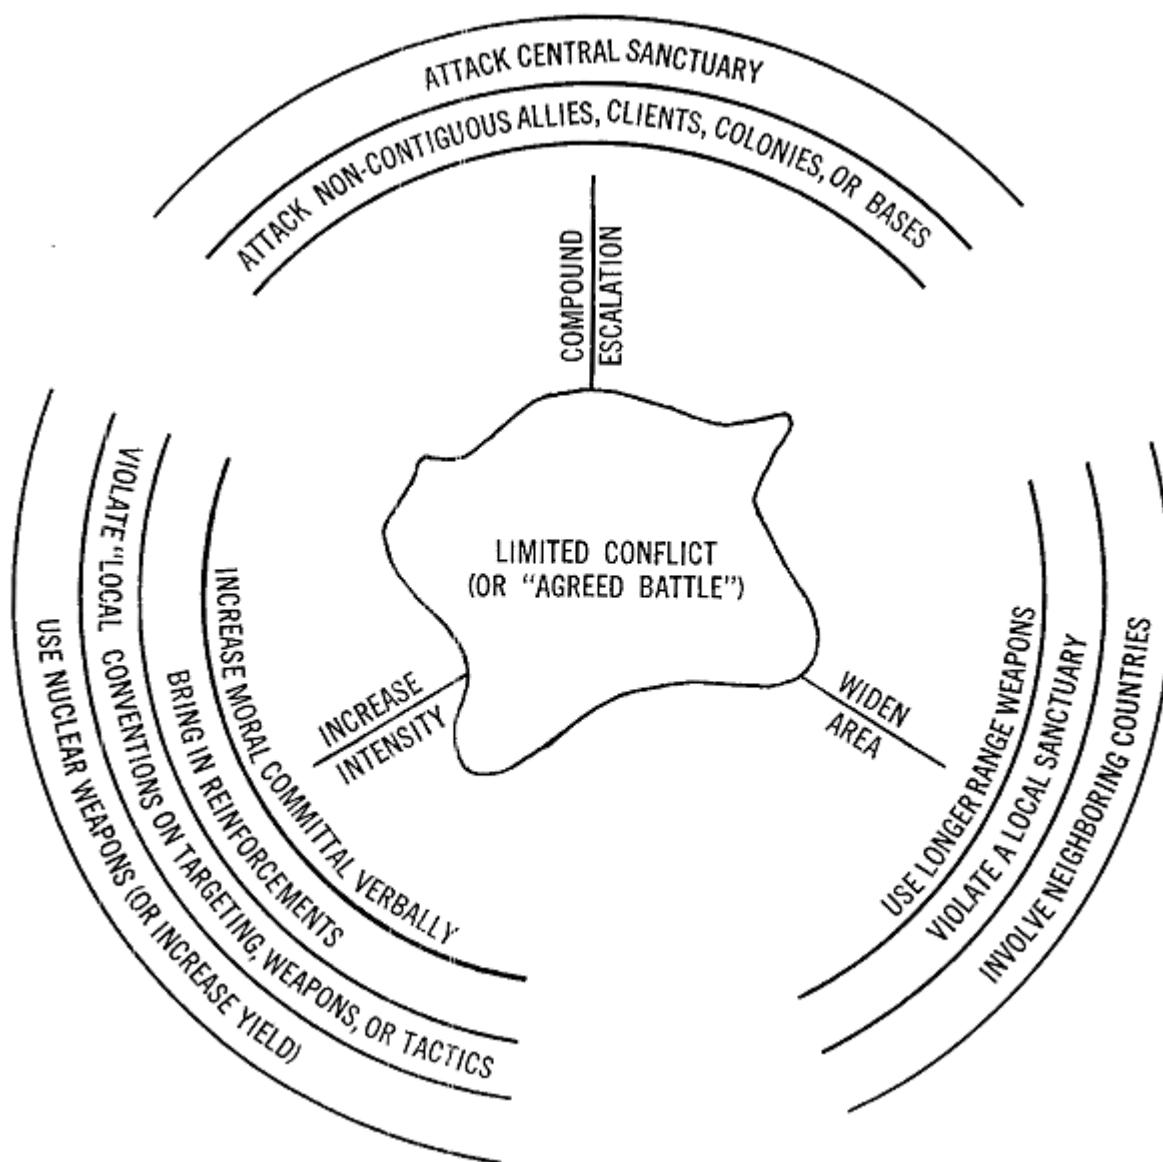 ATTACK CENTRAL SANCTUARY
ATTACK NON-CONTIGUOUS ALLIES, CLIENTS, COLONIES, OR BASES
COMPOUND
ESCALATION
LIMITED CONFLICT
(OR "AGREED BATTLE")
INCREASE
INTENSITY
INCREASE MORAL COMMITTAL VERBALLY
BRING IN REINFORCEMENTS
VIOLATE "LOCAL CONVENTIONS ON TARGETING, WEAPONS, OR TACTICS
USE NUCLEAR WEAPONS (OR INCREASE YIELD)
WIDEN
AREA
USE LONGER RANGE WEAPONS
VIOLATE A LOCAL SANCTUARY
INVOLVE NEIGHBORING COUNTRIES